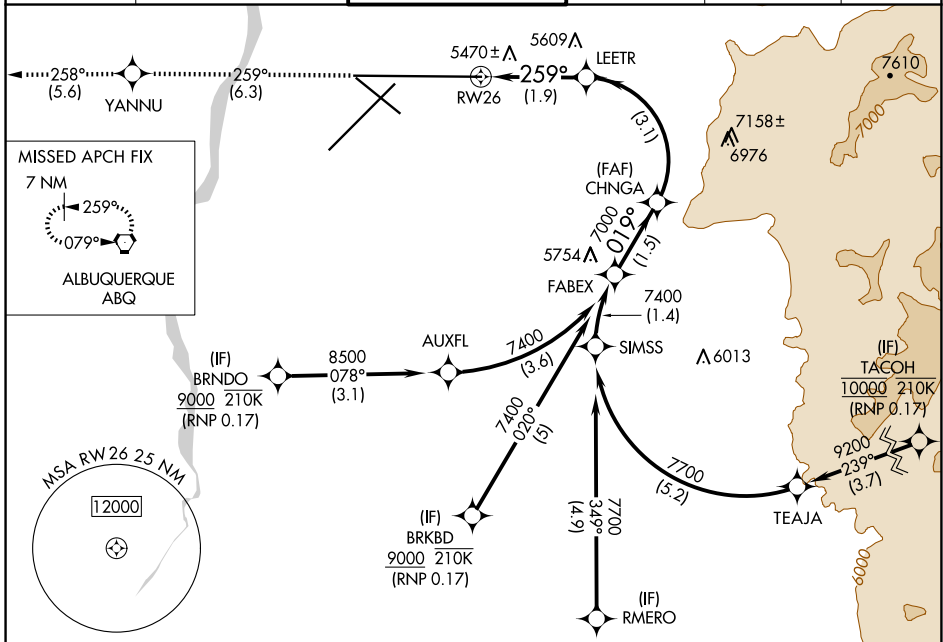 5470±
5609
LEETR
7610
258°
(5.6)
259°
(6.3)
259°
(1.9)
RW26
YANNU
7000
(3.1)
7158±
6976
MISSED APCH FIX
7 NM
259°
079°
ALBUQUERQUE
ABQ
(FAF)
CHNGA
7000
019°
(1.5)
5754
FABEX
7400
(1.4)
AUXFL
7400
(3.6)
SIMSS
6013
(IF)
BRNDO
9000 210K
(RNP 0.17)
8500
078°
(3.1)
(IF)
TACOH
10000 210K
(RNP 0.17)
7400
020°
(5)
9200
239°
(3.7)
MSA RW 26 25 NM
12000
7700
(5.2)
TEAJA
7700
349°
(4.9)
(IF)
BRKBD
9000 210K
(RNP 0.17)
9000
(IF)
RMERO